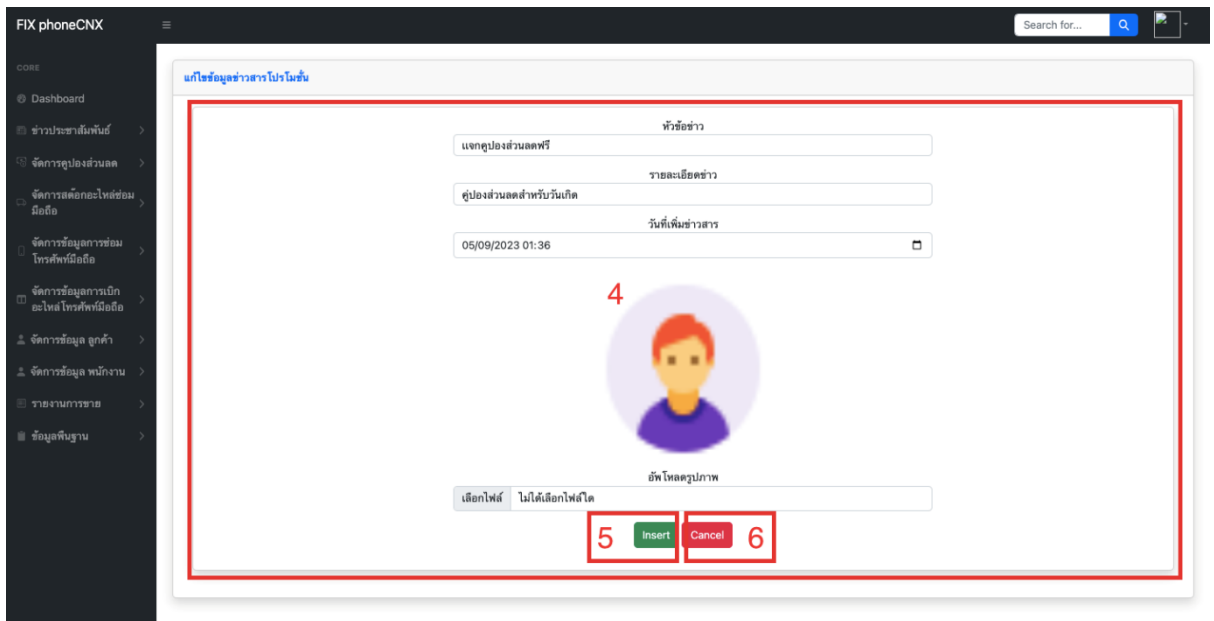 FIX phoneCNX
Search for...
CORE
Dashboard
ข่าวประชาสัมพันธ์
จัดการคูปองส่วนลด
จัดการสต๊อกอะไหล่ซ่อม
มือถือ
จัดการข้อมูลการซ่อม
โทรศัพท์มือถือ
จัดการข้อมูลการเบิก
อะไหล่โทรศัพท์มือถือ
จัดการข้อมูล ลูกค้า
จัดการข้อมูล พนักงาน
รายงานการขาย
ข้อมูลพื้นฐาน
แก้ไขข้อมูลข่าวสารโปรโมชั่น
หัวข้อข่าว
แจกคูปองส่วนลดฟรี
รายละเอียดข่าว
คู่ปองส่วนลดสำหรับวันเกิด
วันที่เพิ่มข่าวสาร
05/09/2023 01:36
4
อัพโหลดรูปภาพ
เลือกไฟล์ ไม่ได้เลือกไฟล์ใด
5 Insert Cancel 6